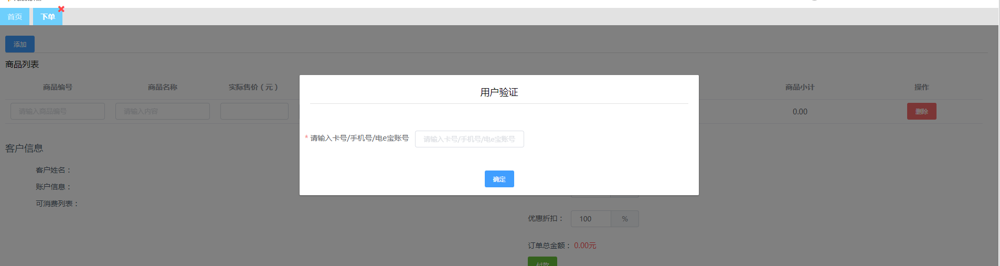 首页 下单
添加
商品列表
商品编号 商品名称 实际售价（元） 商品小计 操作
请输入商品编号 请输入内容 0.00 删除
用户验证
* 请输入卡号/手机号/电e宝账号 请输入卡号/手机号/电e宝账号
确定
客户信息
客户姓名：
账户信息：
可消费列表：
优惠折扣： 100 %
订单总金额： 0.00元
付款